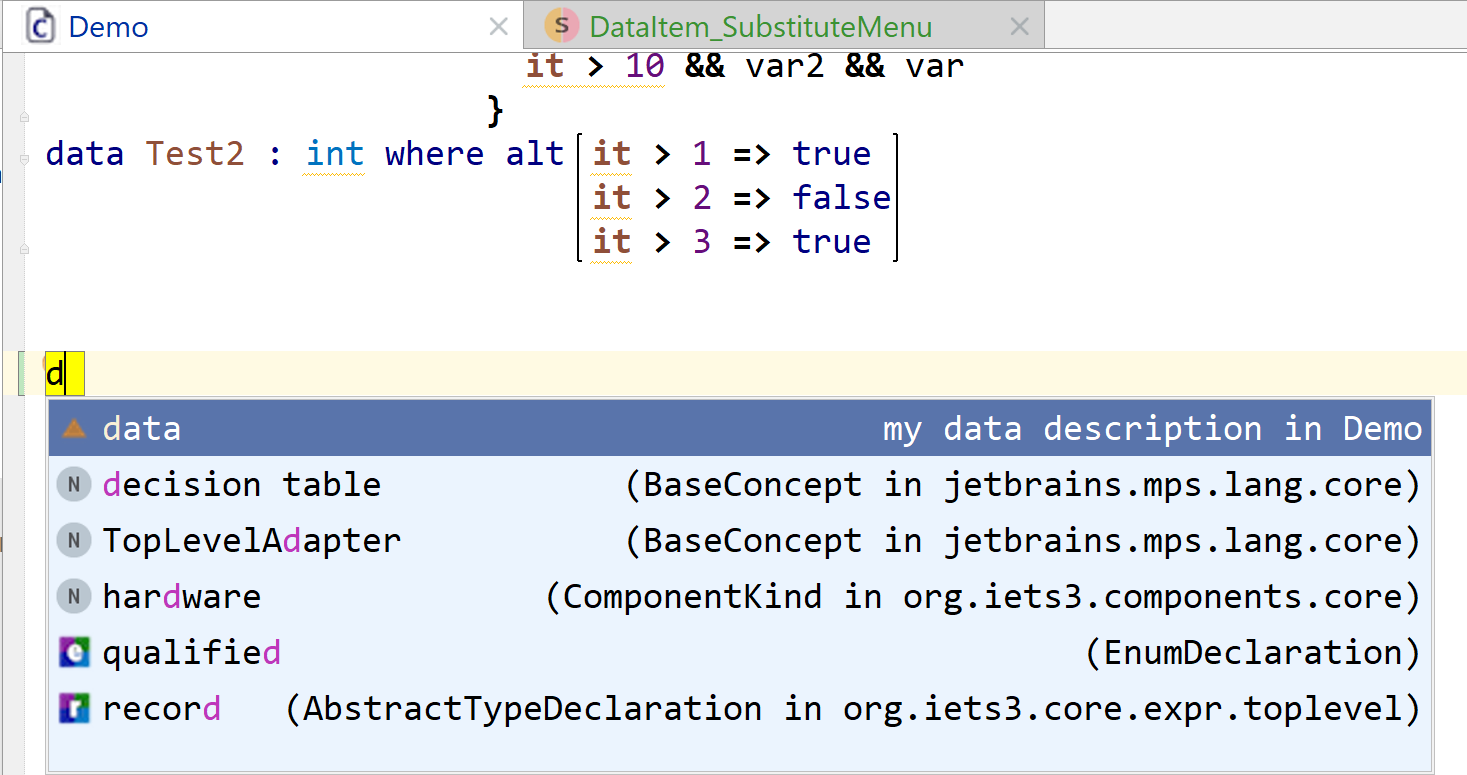 C Demo S DataItem_SubstituteMenu
it > 10 && var2 && var
}
data Test2 : int where alt it > 1 => true
it > 2 => false
it > 3 => true
d
data my data description in Demo
N decision table (BaseConcept in jetbrains.mps.lang.core)
N TopLevelAdapter (BaseConcept in jetbrains.mps.lang.core)
N hardware (ComponentKind in org.iets3.components.core)
e qualified (EnumDeclaration)
r record (AbstractTypeDeclaration in org.iets3.core.expr.toplevel)